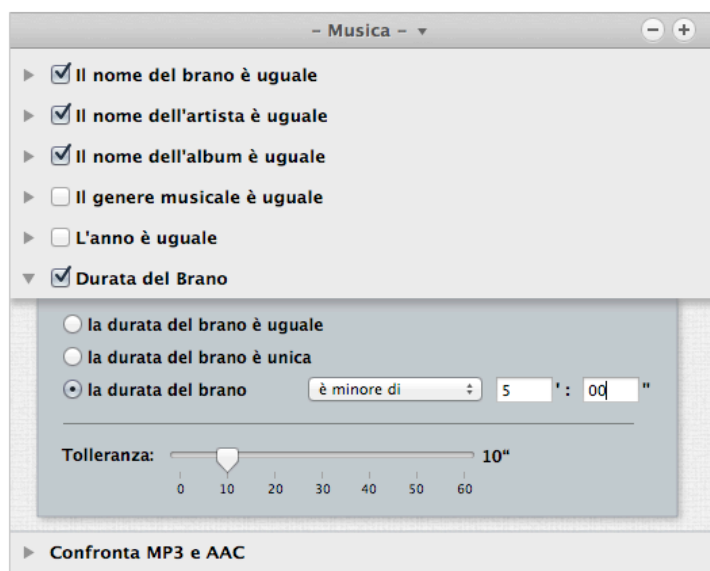 – Musica –
Il nome del brano è uguale
Il nome dell'artista è uguale
Il nome dell'album è uguale
Il genere musicale è uguale
L'anno è uguale
Durata del Brano
la durata del brano è uguale
la durata del brano è unica
la durata del brano è minore di 5 ' : 00 "
Tolleranza: 10“
0 10 20 30 40 50 60
Confronta MP3 e AAC